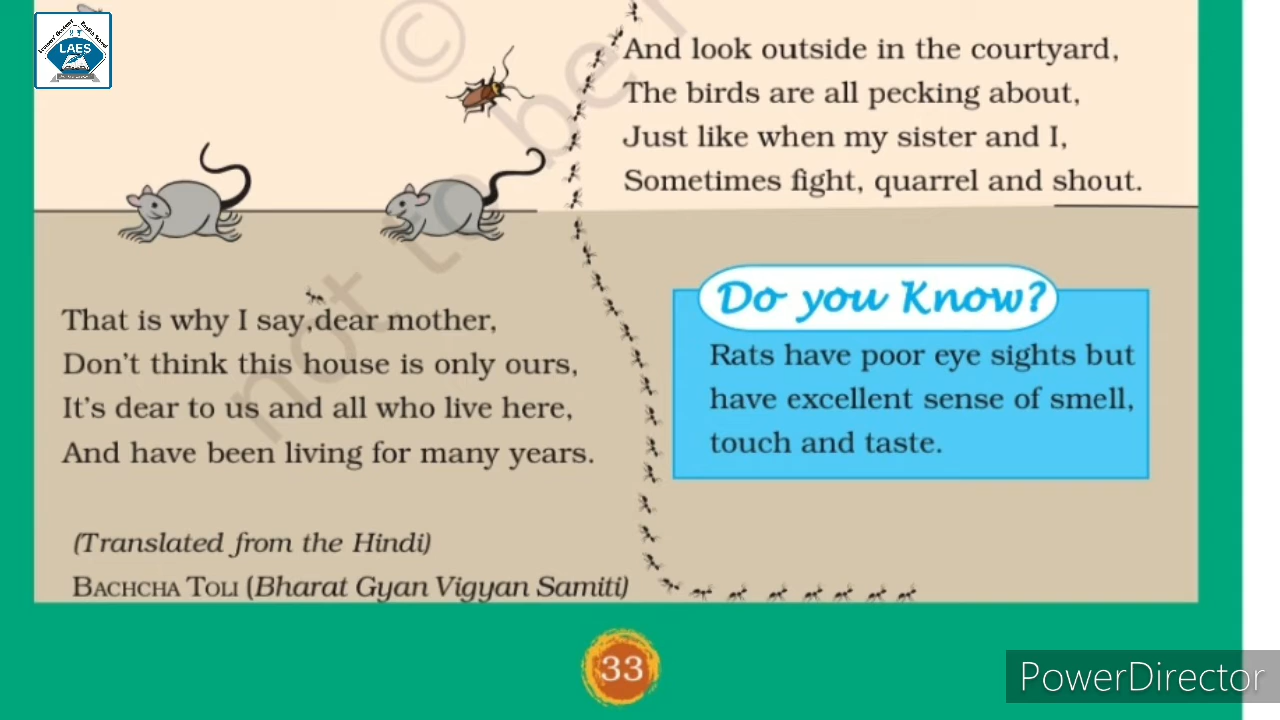 LAES
And look outside in the courtyard,
The birds are all pecking about,
Just like when my sister and I,
Sometimes fight, quarrel and shout.
That is why I say,dear mother,
Don't think this house is only ours,
It's dear to us and all who live here,
And have been living for many years.
(Translated from the Hindi)
BACHCHA TOLI (Bharat Gyan Vigyan Samiti)
Do you Know?
Rats have poor eye sights but
have excellent sense of smell,
touch and taste.
© not to be r
33
PowerDirector